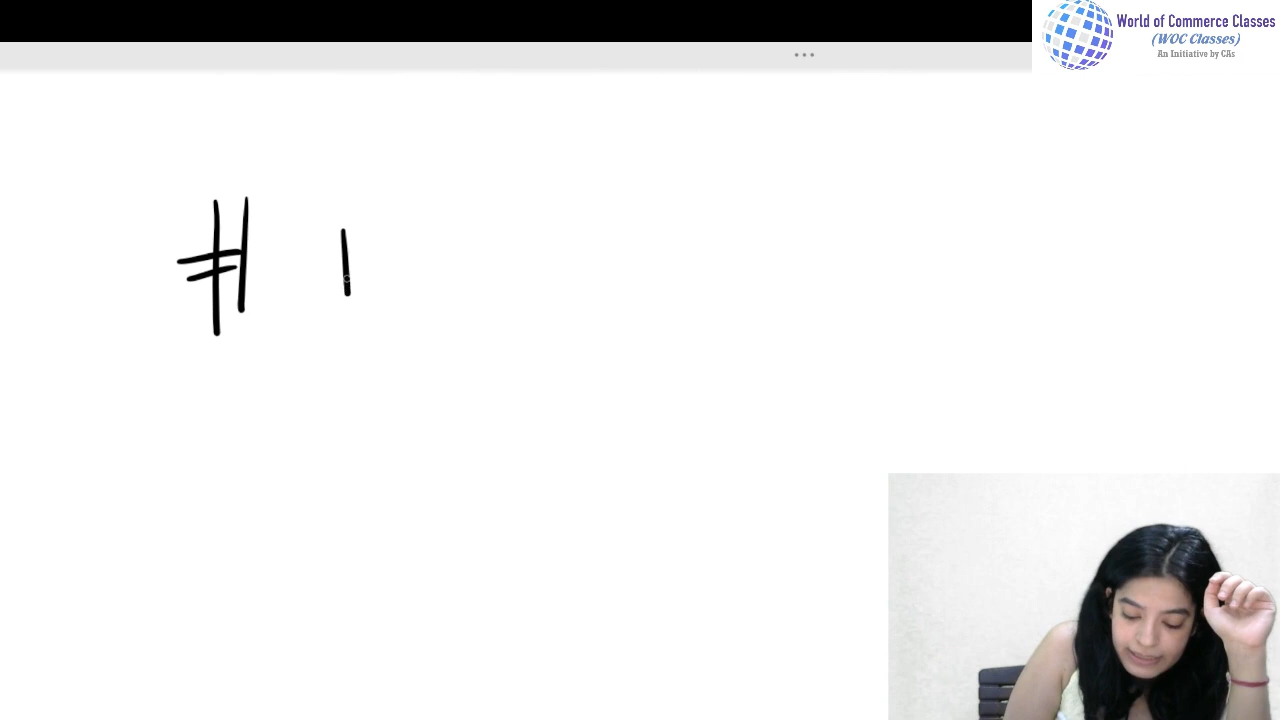 World of Commerce Classes
(WOC Classes)
An Initiative by CAs
# |